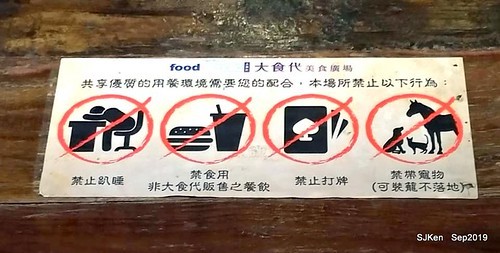 food 大食代美食廣場
共享優質的用餐環境需要您的配合，本場所禁止以下行為：
禁止趴睡
禁食用
非大食代販售之餐飲
禁止打牌
禁帶寵物
(可裝籠不落地)
SJKen Sep2019